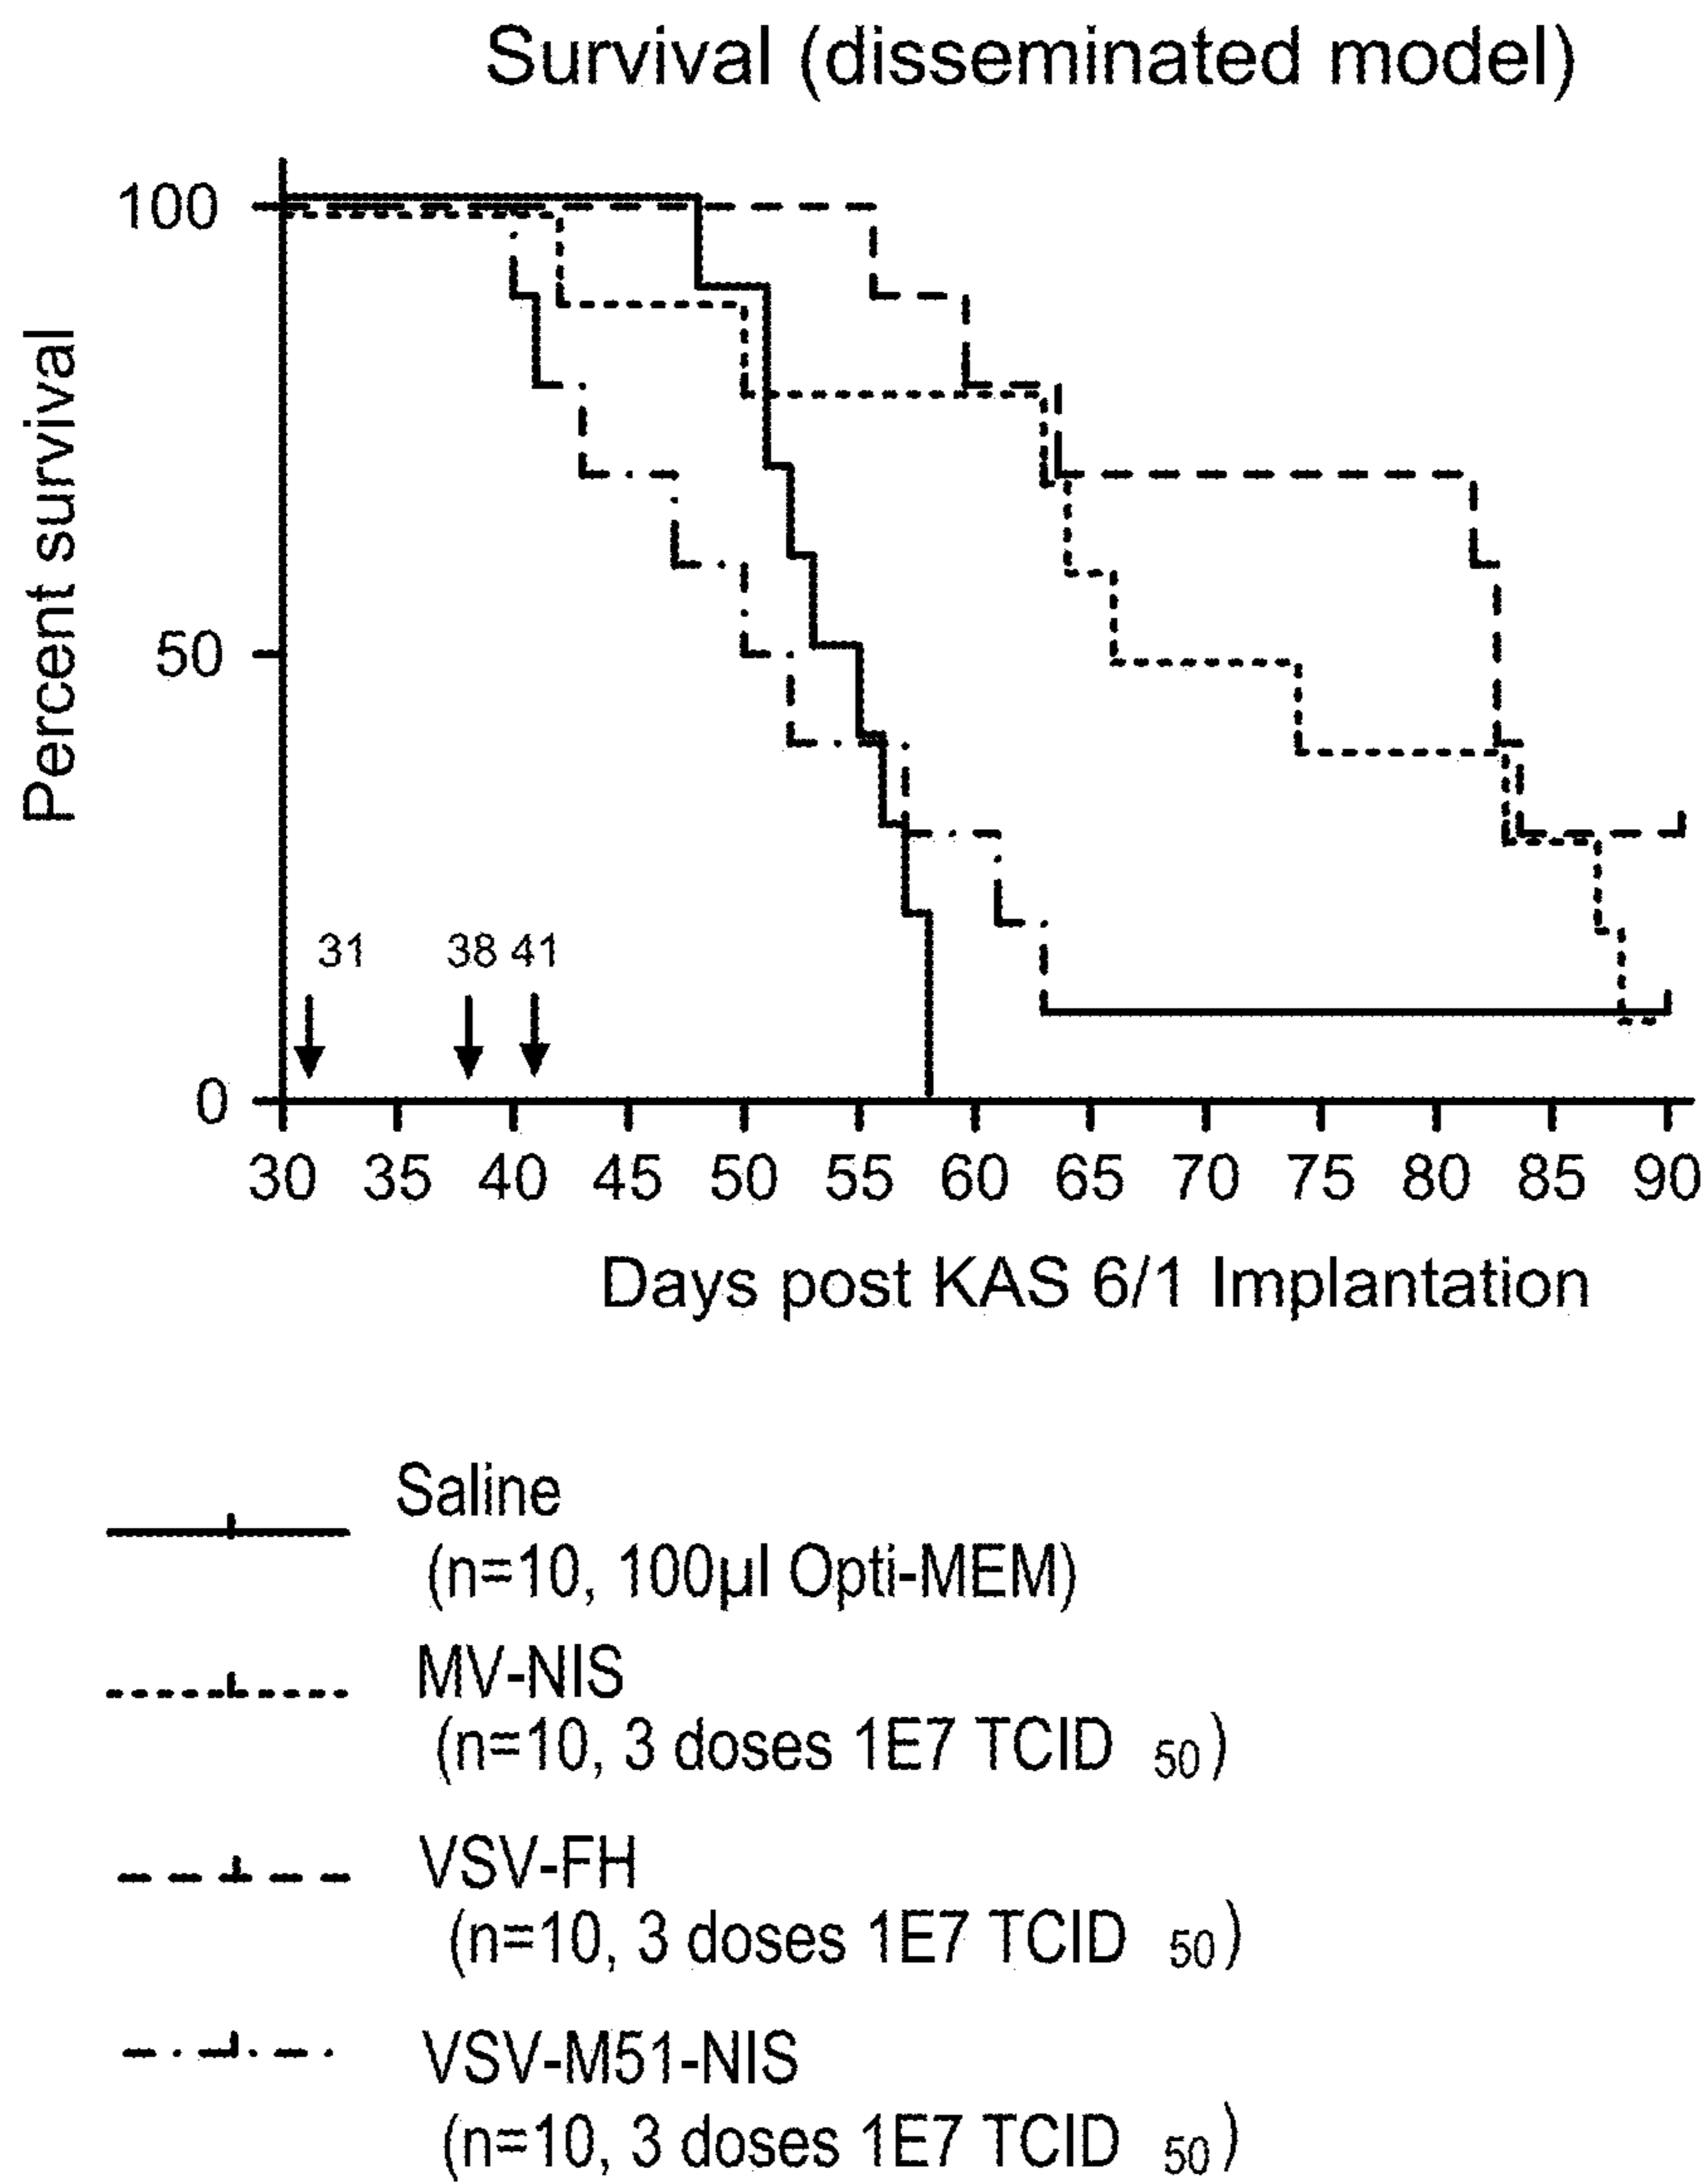 Survival (disseminated model)
Percent survival
100
50
0
31 38 41
30 35 40 45 50 55 60 65 70 75 80 85 90
Days post KAS 6/1 Implantation
Saline
(n=10, 100µl Opti-MEM)
MV-NIS
(n=10, 3 doses 1E7 TCID 50)
VSV-FH
(n=10, 3 doses 1E7 TCID 50)
VSV-M51-NIS
(n=10, 3 doses 1E7 TCID 50)